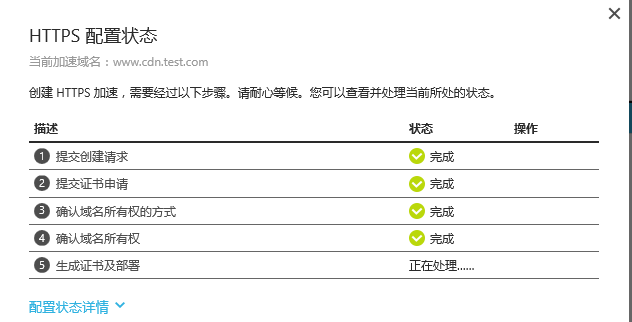 HTTPS 配置状态
当前加速域名：www.cdn.test.com
创建 HTTPS 加速，需要经过以下步骤。请耐心等候。您可以查看并处理当前所处的状态。
描述 状态 操作
1 提交创建请求 完成
2 提交证书申请 完成
3 确认域名所有权的方式 完成
4 确认域名所有权 完成
5 生成证书及部署 正在处理......
配置状态详情